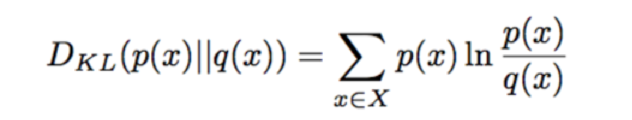 D_{KL}(p(x)||q(x)) = \sum_{x \in X} p(x) \ln \frac{p(x)}{q(x)}